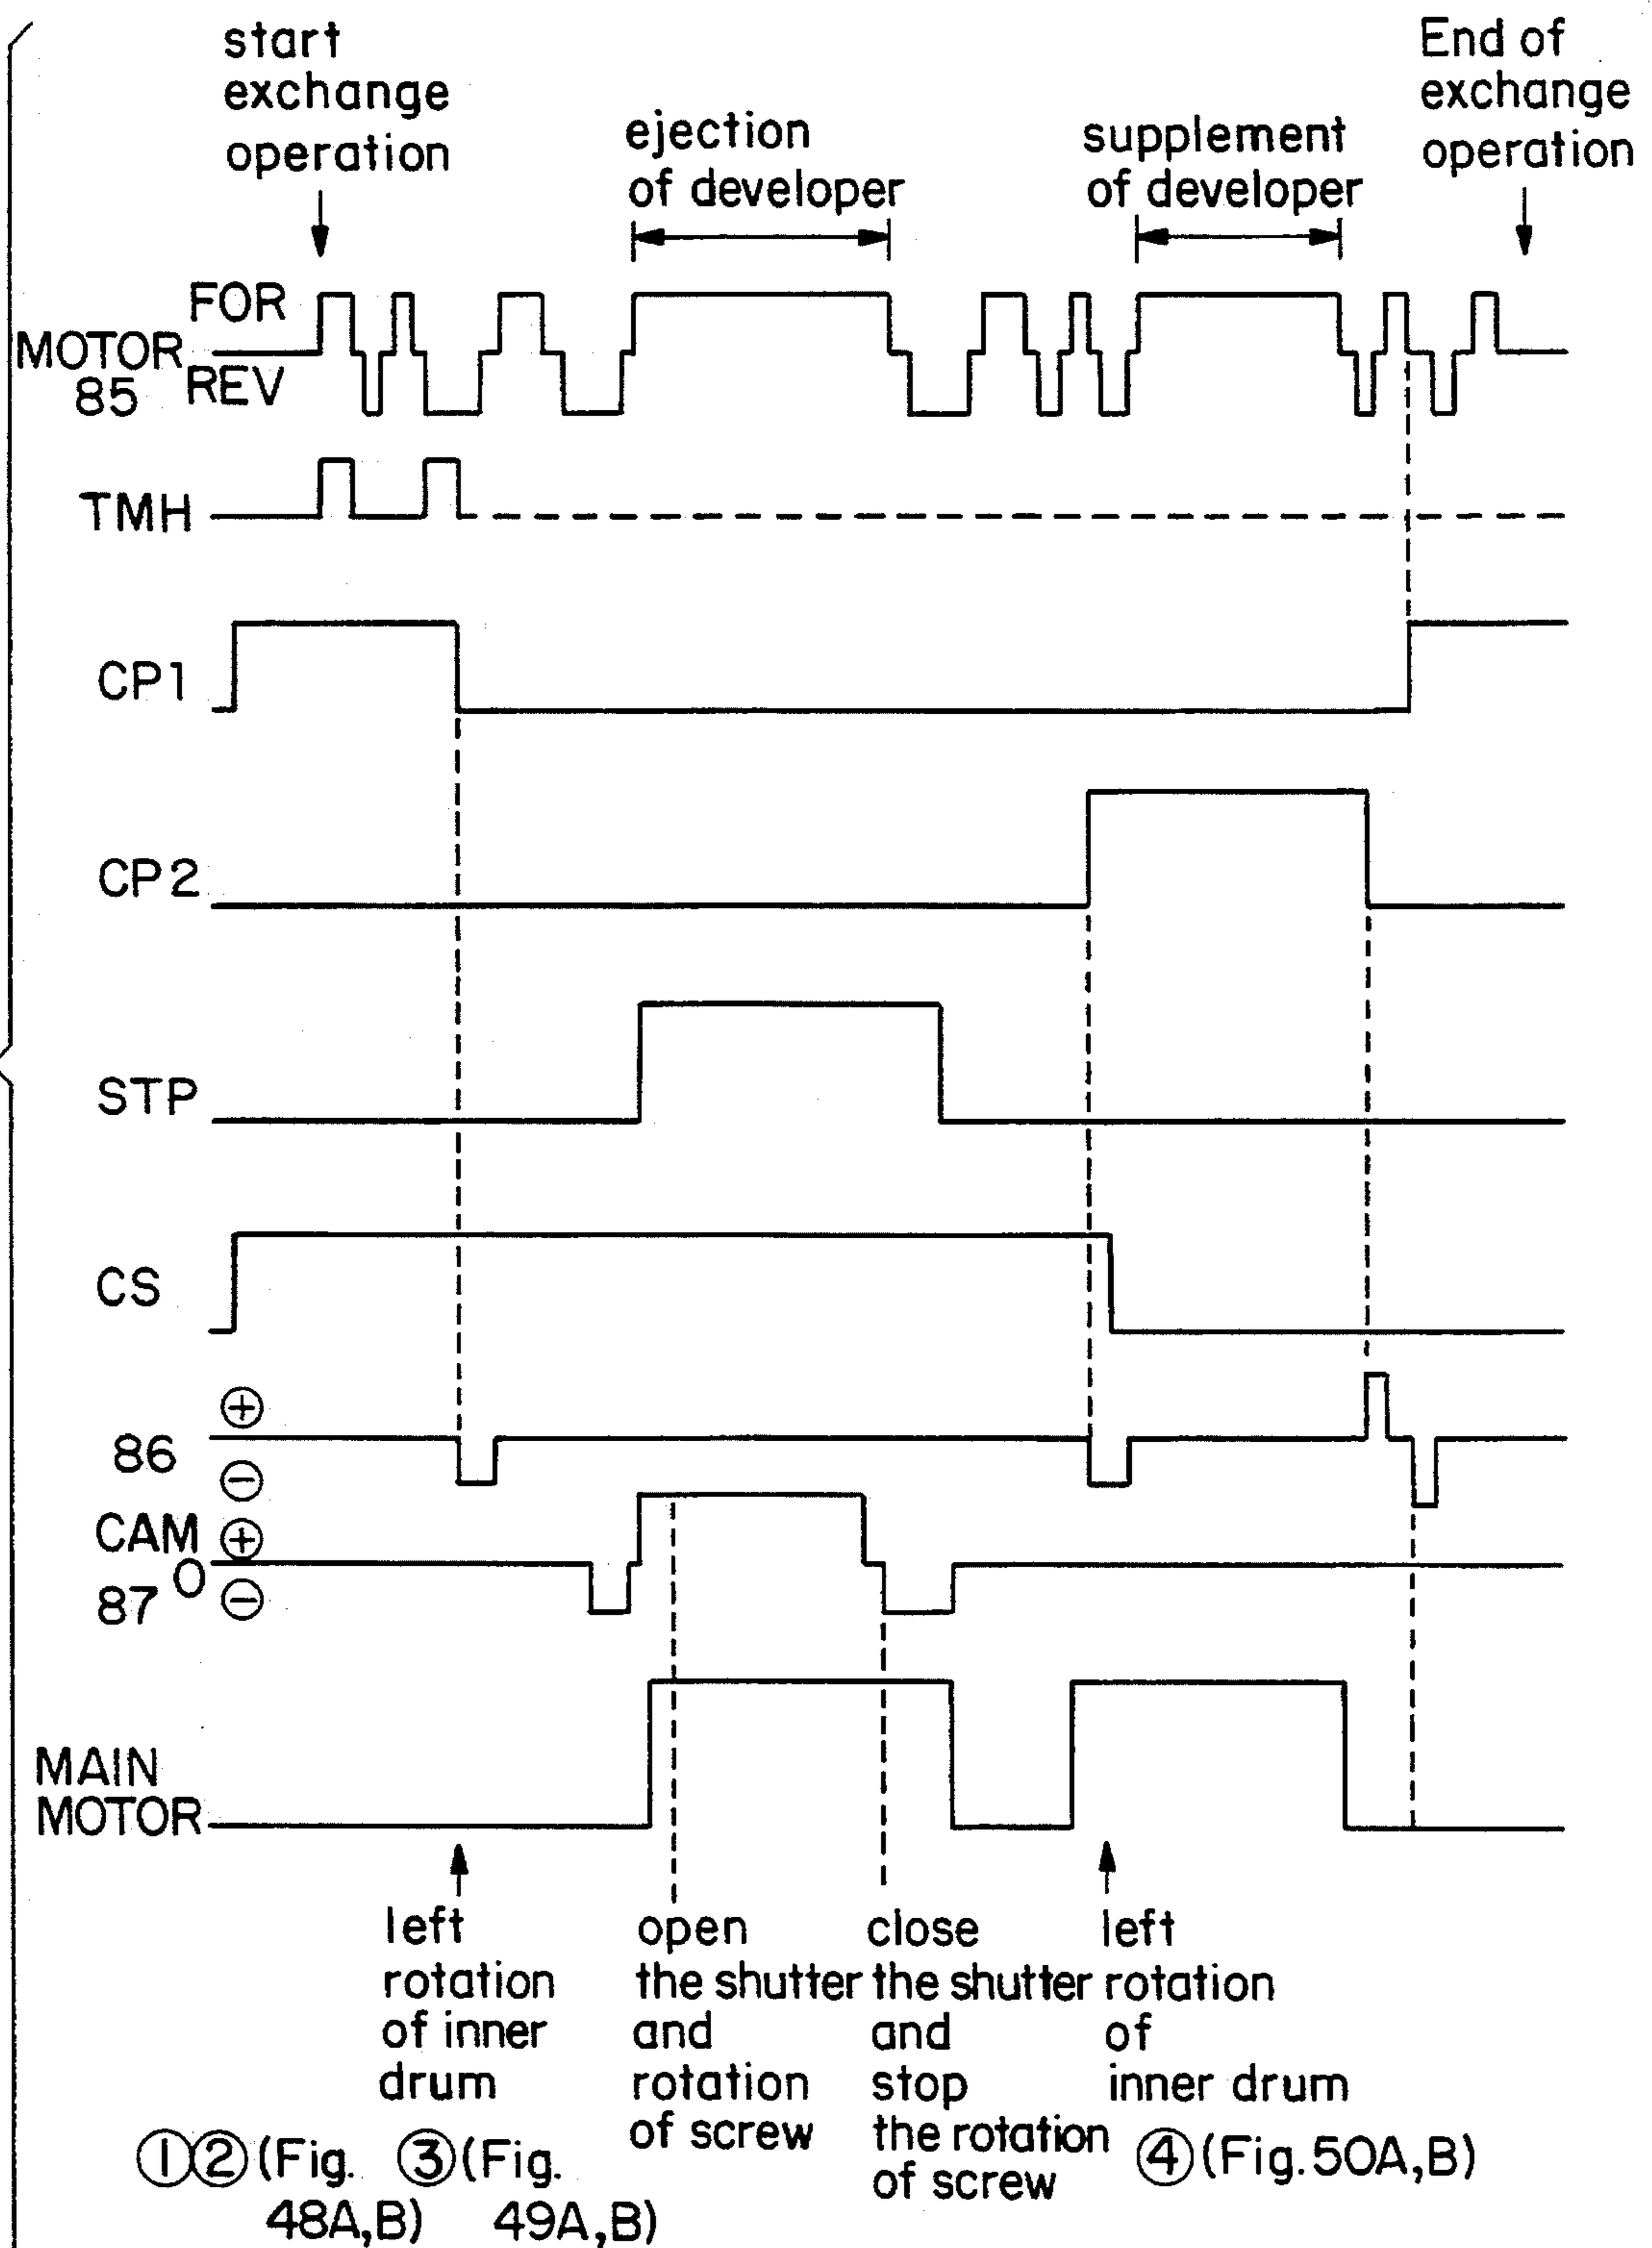 start
exchange
operation
ejection
of developer
supplement
of developer
End of
exchange
operation
FOR
MOTOR
85
REV
TMH
CP1
CP2
STP
CS
+
86
−
CAM
+
0
87
−
MAIN
MOTOR
left
rotation
of inner
drum
open
the shutter
and
rotation
of screw
close
the shutter
and
stop
the rotation
of screw
left
rotation
of
inner drum
①② (Fig.
48A,B)
③ (Fig.
49A,B)
④ (Fig. 50A,B)